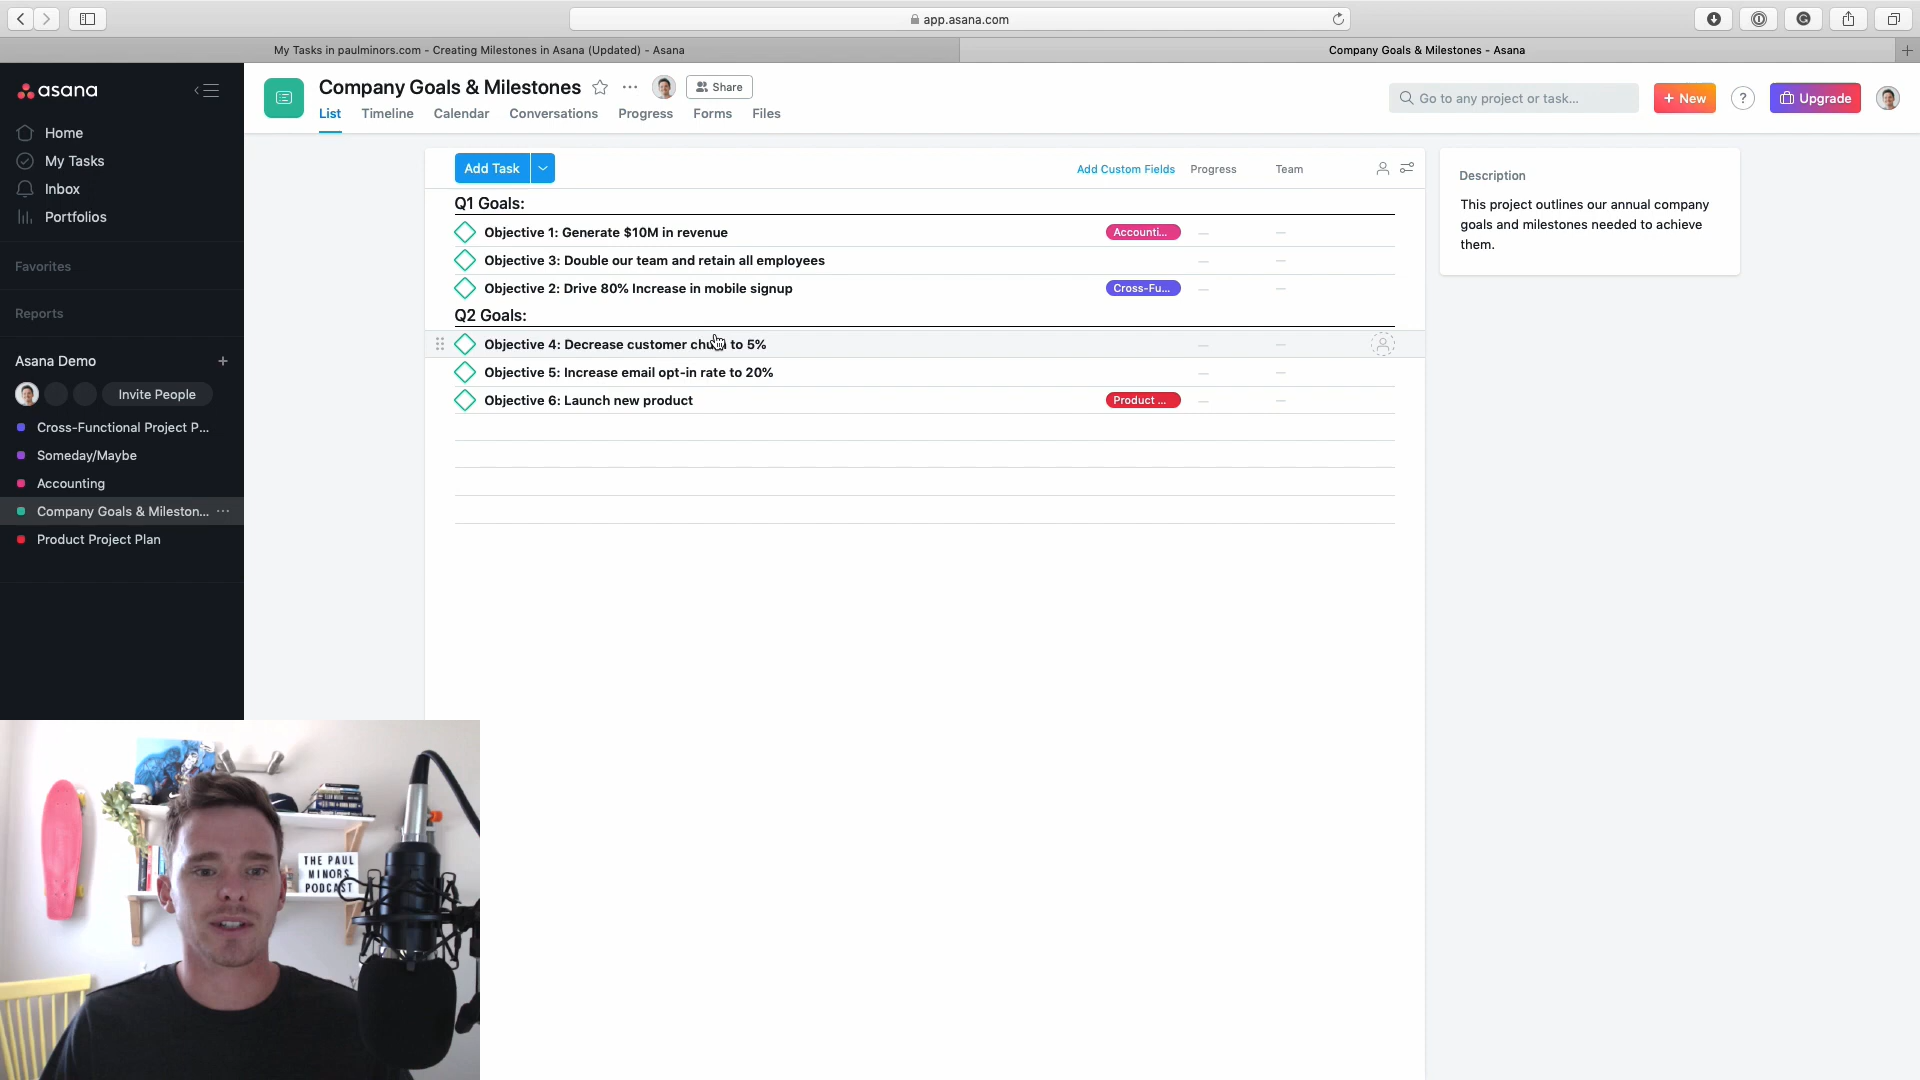 app.asana.com
My Tasks in paulminors.com - Creating Milestones in Asana (Updated) - Asana
Company Goals & Milestones - Asana
asana
Home
My Tasks
Inbox
Portfolios
Favorites
Reports
Asana Demo
Invite People
Cross-Functional Project P...
Someday/Maybe
Accounting
Company Goals & Mileston...
Product Project Plan
Company Goals & Milestones
Share
List
Timeline
Calendar
Conversations
Progress
Forms
Files
Go to any project or task...
+ New
?
Upgrade
Add Task
Add Custom Fields
Progress
Team
Q1 Goals:
Objective 1: Generate $10M in revenue
Accounti...
Objective 3: Double our team and retain all employees
Objective 2: Drive 80% Increase in mobile signup
Cross-Fu...
Q2 Goals:
Objective 4: Decrease customer to 5%
Objective 5: Increase email opt-in rate to 20%
Objective 6: Launch new product
Product ...
Description
This project outlines our annual company
goals and milestones needed to achieve
them.
THE PAUL
MINORS
PODCAST